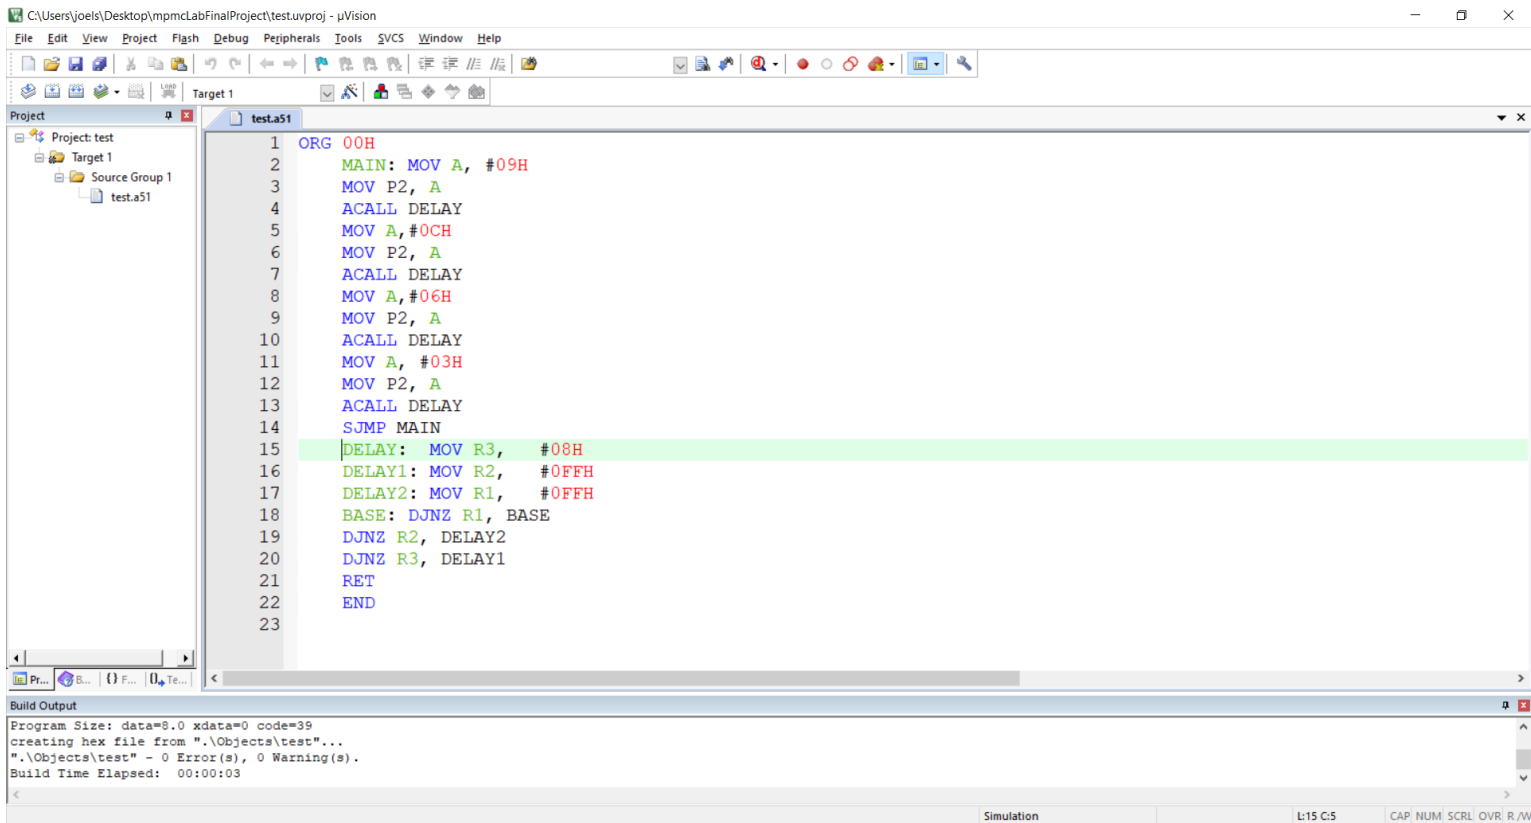 C:\Users\joels\Desktop\mpmcLabFinalProject\test.uvproj - µVision
File Edit View Project Flash Debug Peripherals Tools SVCS Window Help
LOAD
Target 1
Project
test.a51
Project: test
Target 1
Source Group 1
test.a51
1 ORG 00H
2 MAIN: MOV A, #09H
3 MOV P2, A
4 ACALL DELAY
5 MOV A,#0CH
6 MOV P2, A
7 ACALL DELAY
8 MOV A,#06H
9 MOV P2, A
10 ACALL DELAY
11 MOV A, #03H
12 MOV P2, A
13 ACALL DELAY
14 SJMP MAIN
15 DELAY: MOV R3, #08H
16 DELAY1: MOV R2, #0FFH
17 DELAY2: MOV R1, #0FFH
18 BASE: DJNZ R1, BASE
19 DJNZ R2, DELAY2
20 DJNZ R3, DELAY1
21 RET
22 END
23
Pr... B... {} F... 0 Te...
Build Output
Program Size: data=8.0 xdata=0 code=39
creating hex file from ".\Objects\test"...
".\Objects\test" - 0 Error(s), 0 Warning(s).
Build Time Elapsed: 00:00:03
Simulation L:15 C:5 CAP NUM SCRL OVR R/W